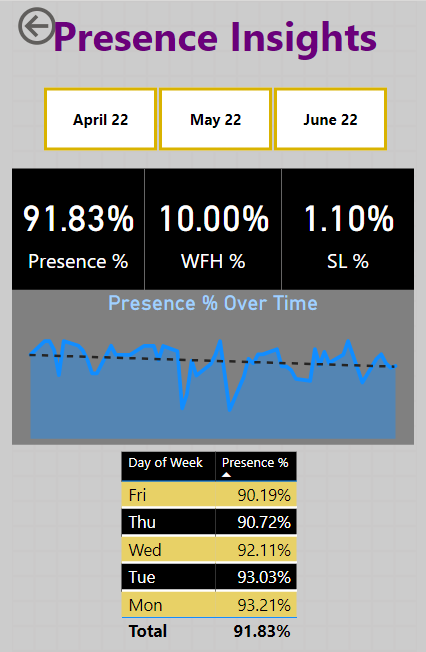 Presence Insights
April 22 May 22 June 22
91.83% 10.00% 1.10%
Presence % WFH % SL %
Presence % Over Time
Day of Week Presence %
Fri 90.19%
Thu 90.72%
Wed 92.11%
Tue 93.03%
Mon 93.21%
Total 91.83%